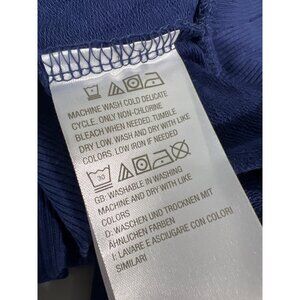 MACHINE WASH COLD DELICATE
CYCLE. ONLY NON-CHLORINE
BLEACH WHEN NEEDED. TUMBLE
DRY LOW. WASH AND DRY WITH LIKE
COLORS. LOW IRON IF NEEDED.
30
GB: WASHABLE IN WASHING
MACHINE AND DRY WITH LIKE
COLORS
D: WASCHEN UND TROCKNEN MIT
ÄHNLICHEN FARBEN
I: LAVARE E ASCIUGARE CON COLORI
SIMILARI